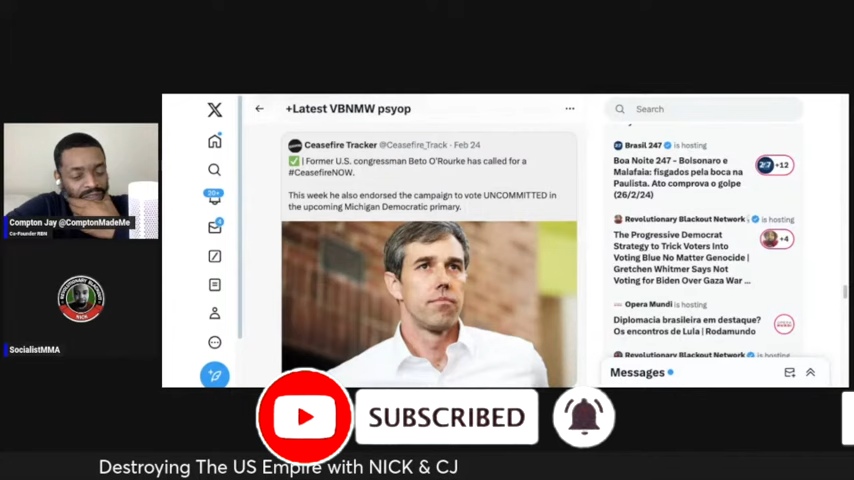 +Latest VBNMW psyop
Search
Ceasefire Tracker @Ceasefire_Track · Feb 24
✅ | Former U.S. congressman Beto O'Rourke has called for a
#CeasefireNOW.
This week he also endorsed the campaign to vote UNCOMMITTED in
the upcoming Michigan Democratic primary.
20+
4
Brasil 247 is hosting
Boa Noite 247 - Bolsonaro e
Malafaia: fisgados pela boca na
Paulista. Ato comprova o golpe
(26/2/24)
+12
Revolutionary Blackout Network is hosting
The Progressive Democrat
Strategy to Trick Voters Into
Voting Blue No Matter Genocide |
Gretchen Whitmer Says Not
Voting for Biden Over Gaza War ...
+4
Opera Mundi is hosting
Diplomacia brasileira em destaque?
Os encontros de Lula | Rodamundo
Revolutionary Blackout Network is hosting
Messages
Compton Jay @ComptonMadeMe
Co-Founder RBN
REVOLUTIONARY BLACKOUT
NICK
SocialistMMA
SUBSCRIBED
Destroying The US Empire with NICK & CJ